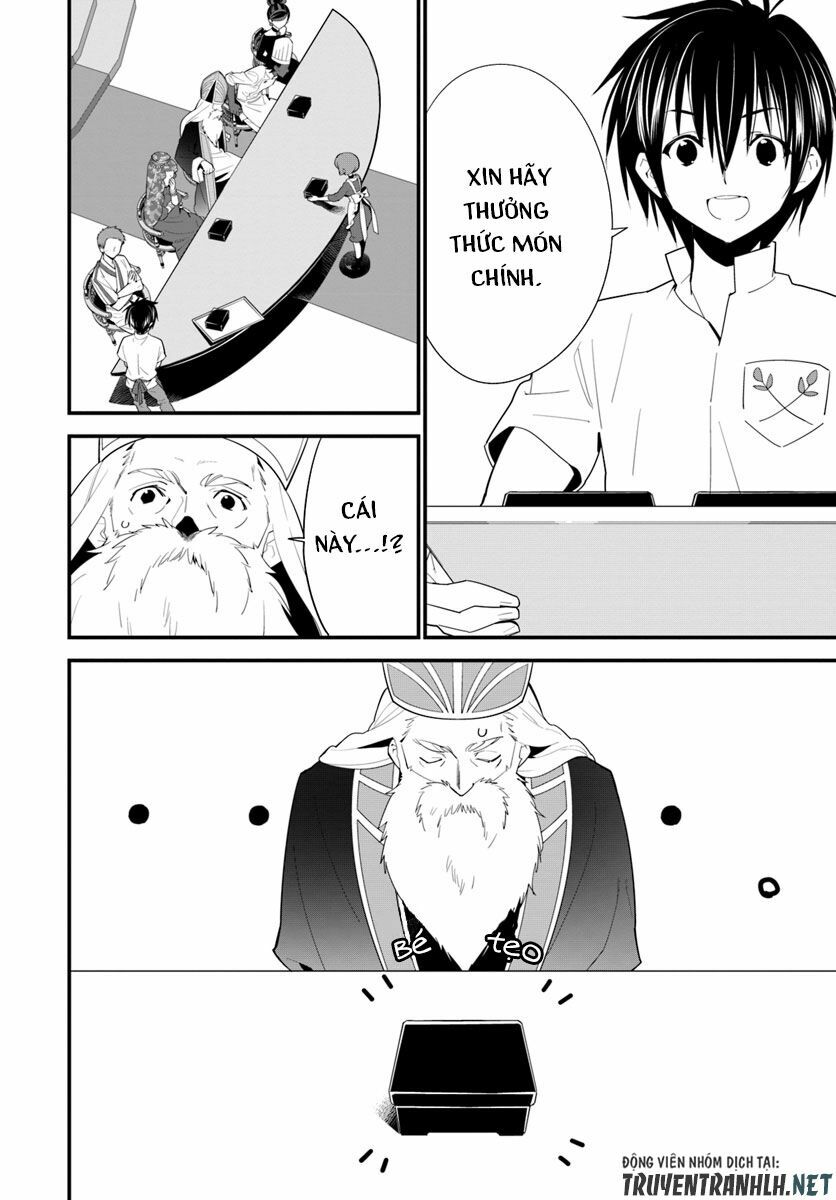 XIN HÃY
THƯỞNG
THỨC MÓN
CHÍNH.
CÁI
NÀY...!?
Bé tẹo
ĐỘNG VIÊN NHÓM DỊCH TẠI:
TRUYENTRANHLH.NET